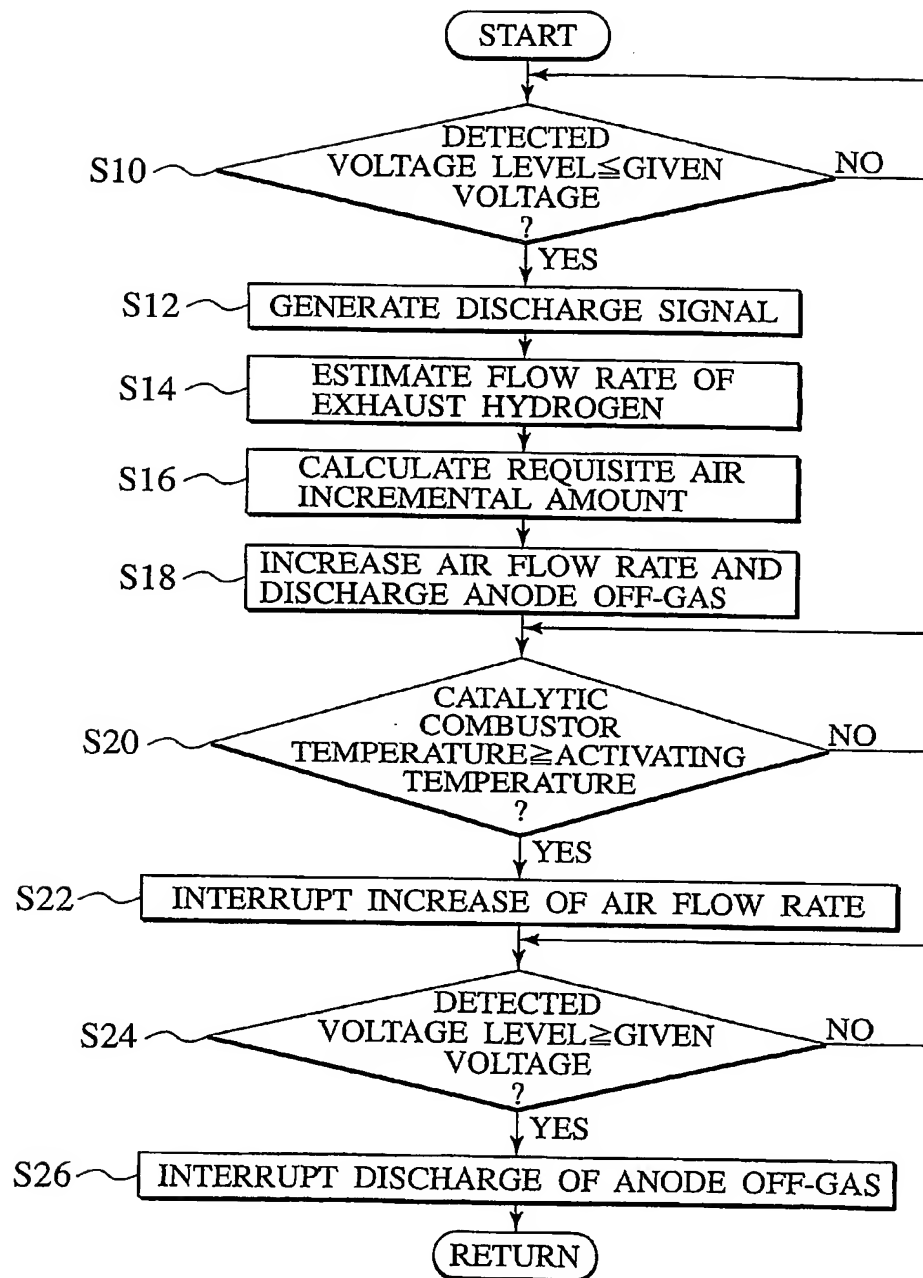 START
DETECTED
VOLTAGE LEVEL≦GIVEN
VOLTAGE
?
S10
NO
YES
S12
GENERATE DISCHARGE SIGNAL
S14
ESTIMATE FLOW RATE OF
EXHAUST HYDROGEN
S16
CALCULATE REQUISITE AIR
INCREMENTAL AMOUNT
S18
INCREASE AIR FLOW RATE AND
DISCHARGE ANODE OFF-GAS
CATALYTIC
COMBUSTOR
TEMPERATURE≧ACTIVATING
TEMPERATURE
?
S20
NO
YES
S22
INTERRUPT INCREASE OF AIR FLOW RATE
DETECTED
VOLTAGE LEVEL≧GIVEN
VOLTAGE
?
S24
NO
YES
S26
INTERRUPT DISCHARGE OF ANODE OFF-GAS
RETURN